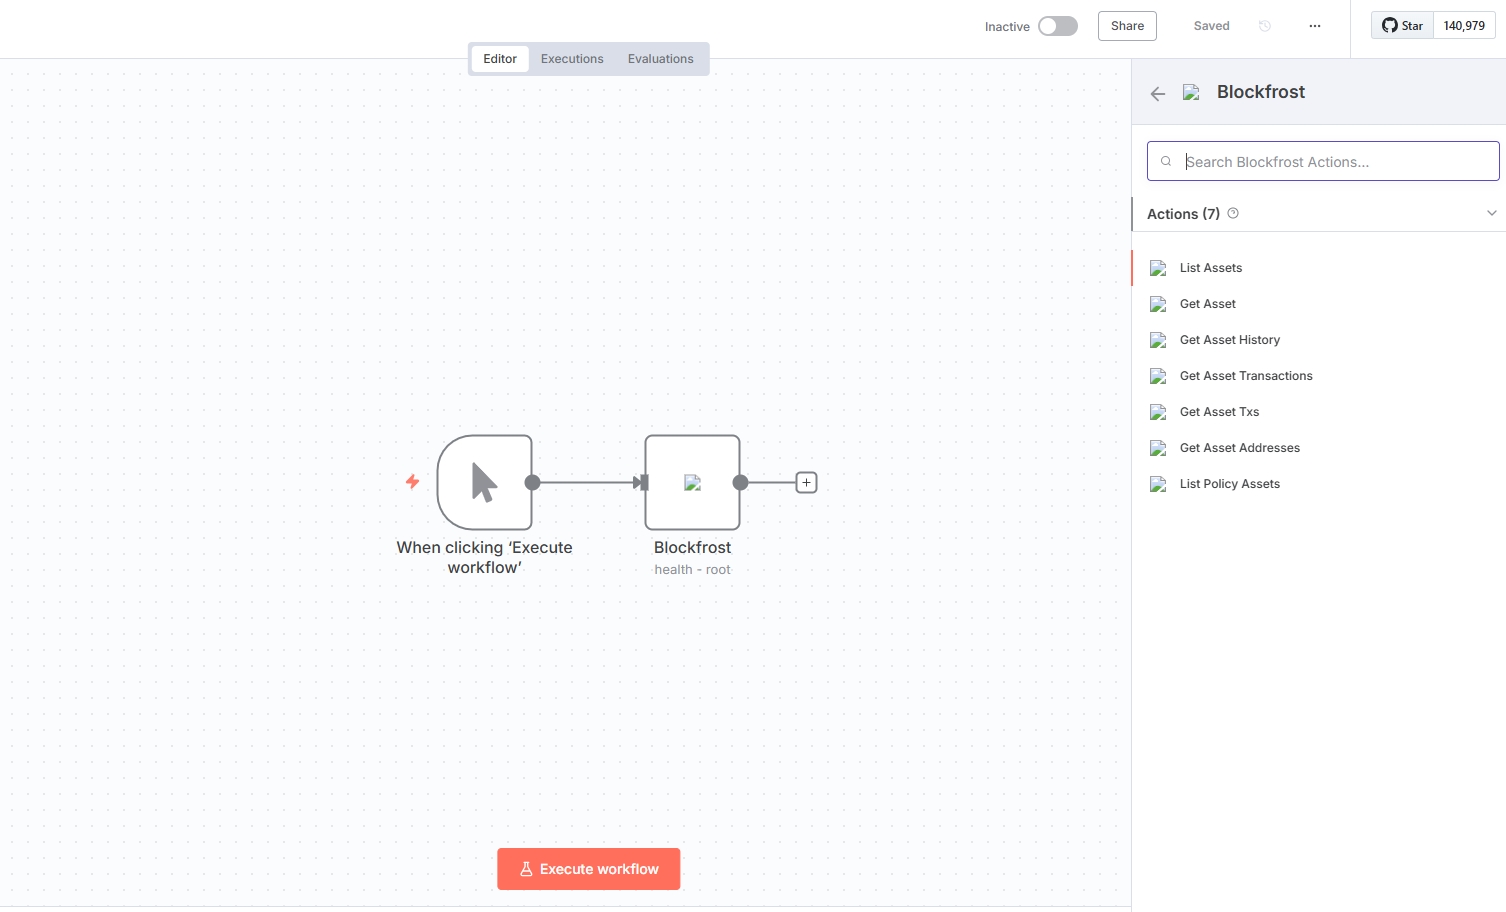 Inactive
Share
Saved
...
Star
140,979
Editor
Executions
Evaluations
Blockfrost
Search Blockfrost Actions...
Actions (7)
List Assets
Get Asset
Get Asset History
Get Asset Transactions
Get Asset Txs
Get Asset Addresses
List Policy Assets
When clicking ‘Execute
workflow’
Blockfrost
health - root
Execute workflow